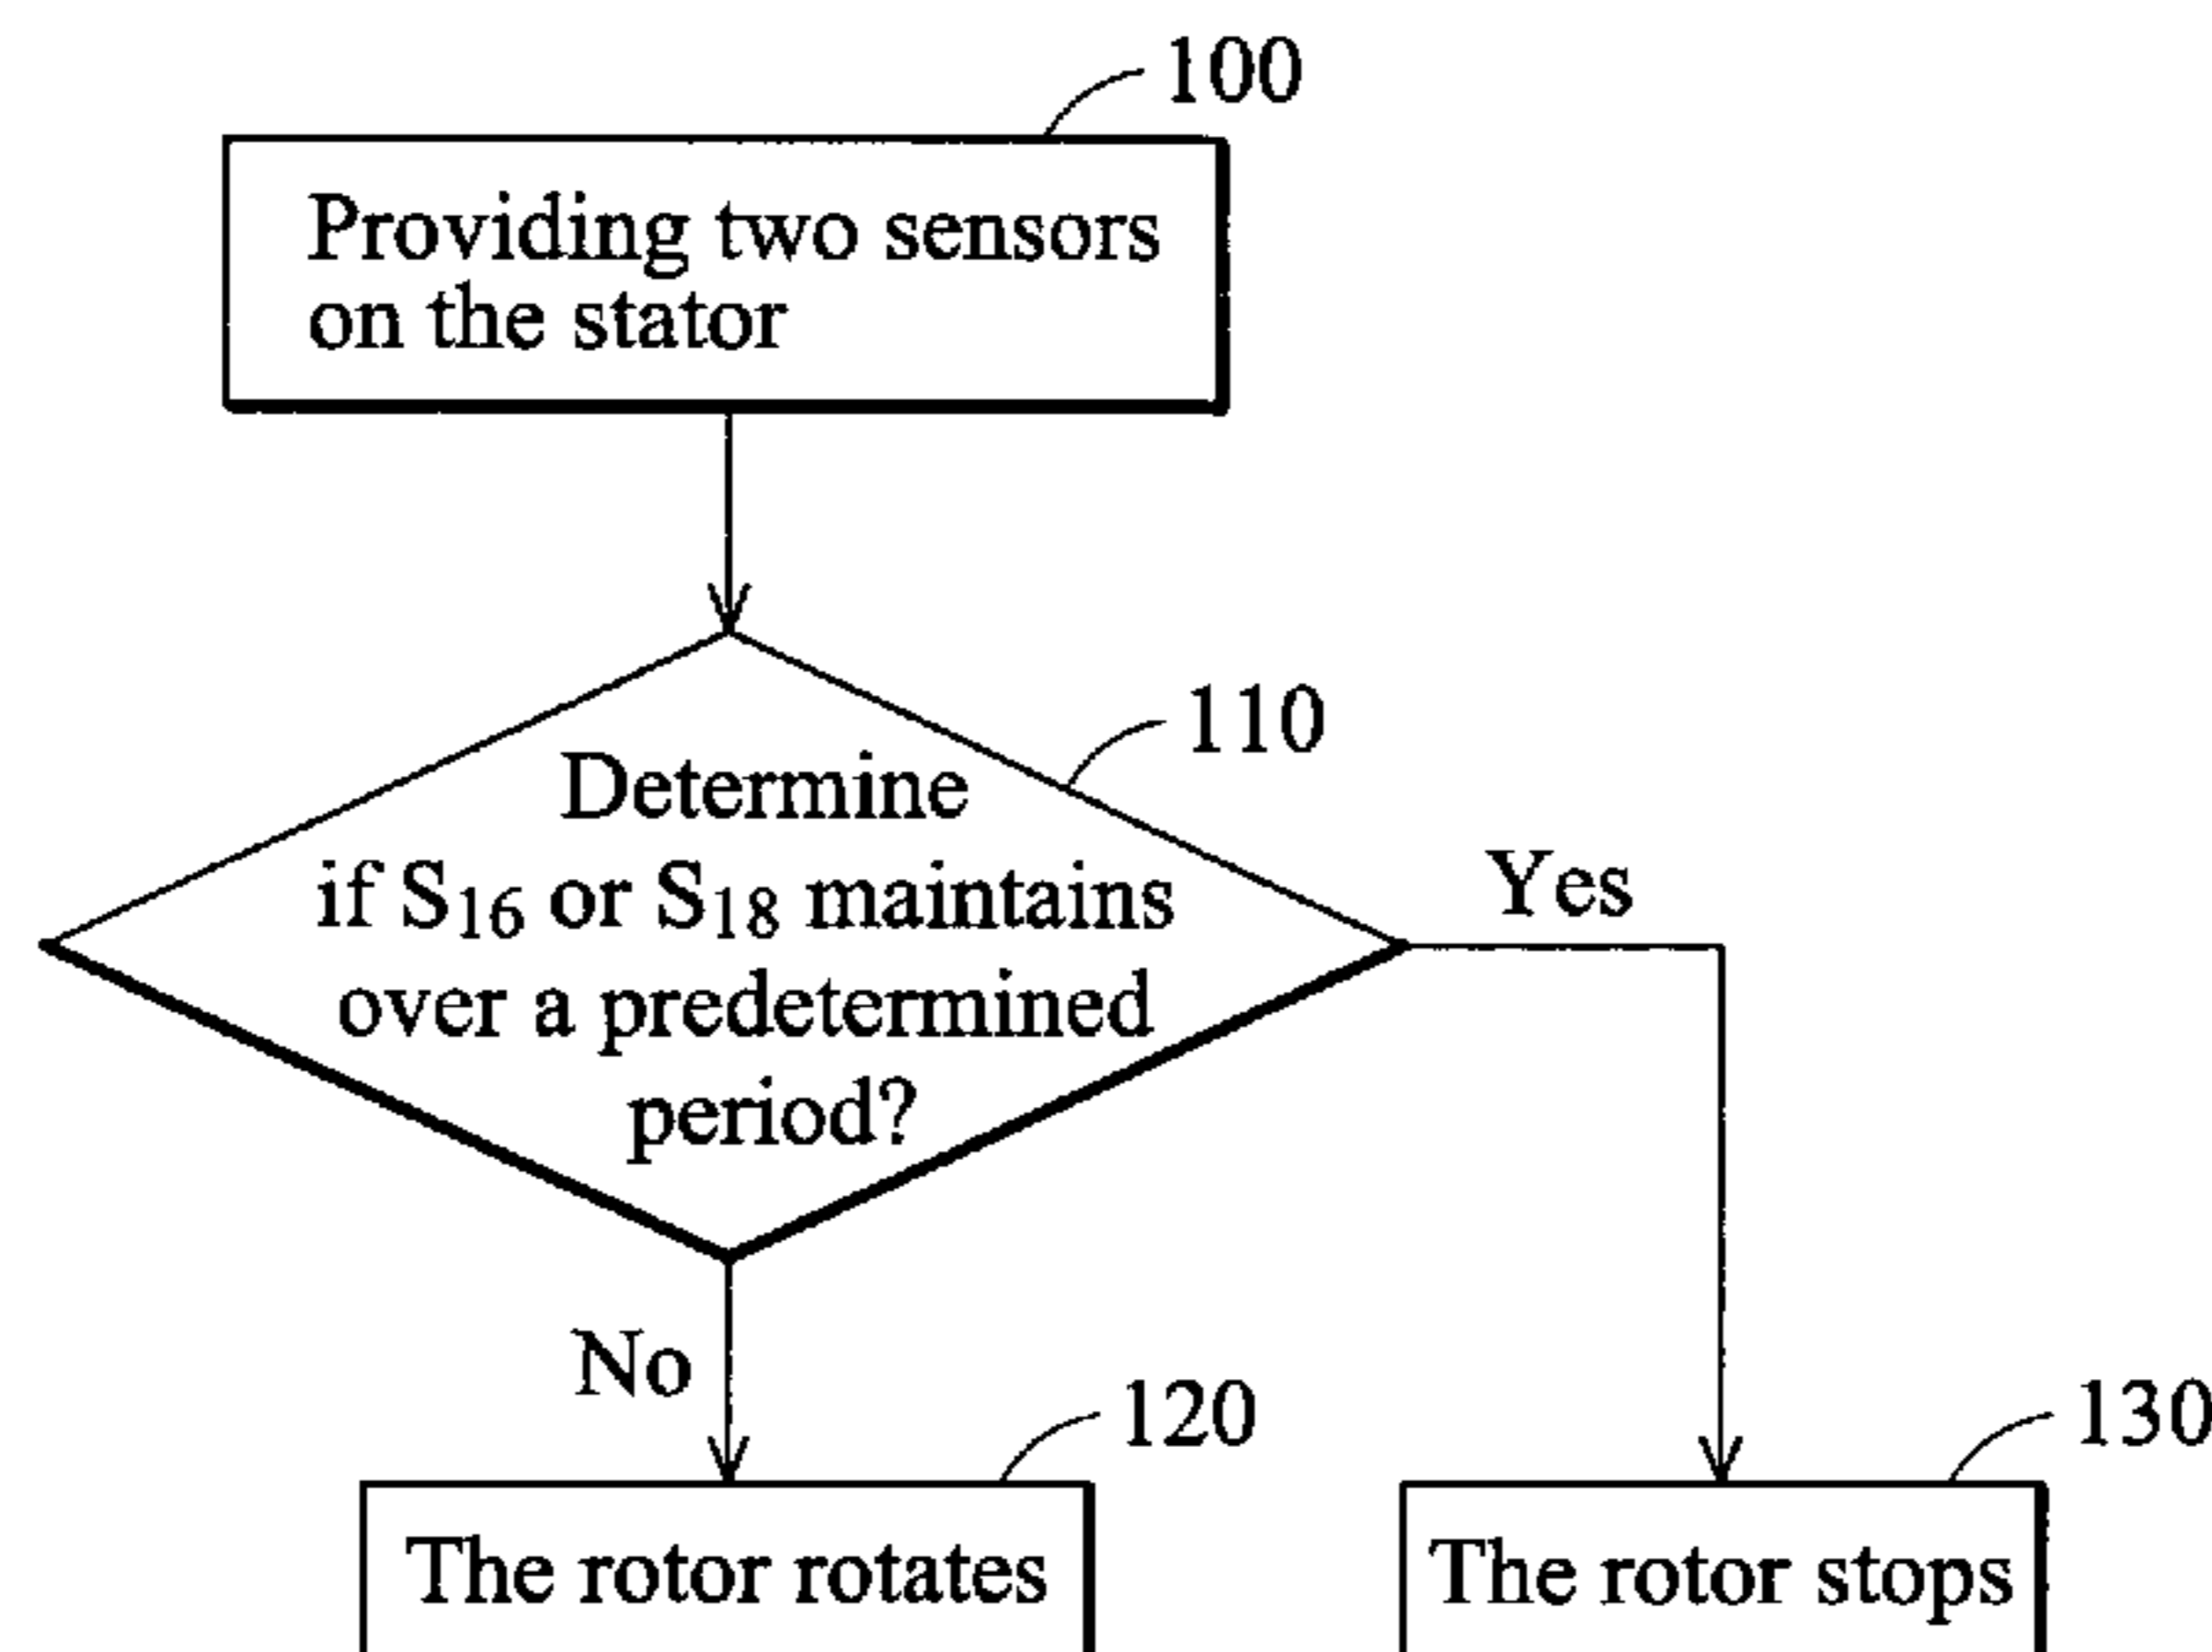 100
Providing two sensors
on the stator
110
Determine
if S₁₆ or S₁₈ maintains
over a predetermined
period?
Yes
No
120
130
The rotor rotates
The rotor stops